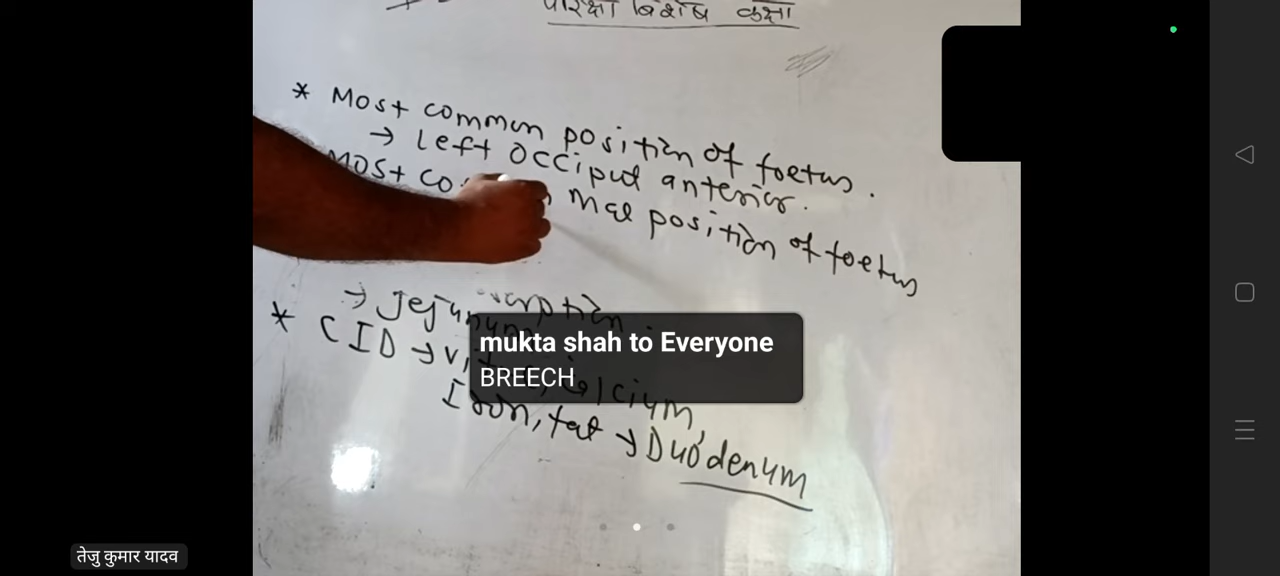 परिक्षा विशेष कक्षा
* Most common position of foetus.
→ Left occiput anterior.
Most mal position of foetus
→ Jejunum
* CID → calcium,
Iron, fat → Duodenum
mukta shah to Everyone
BREECH
तेजु कुमार यादव